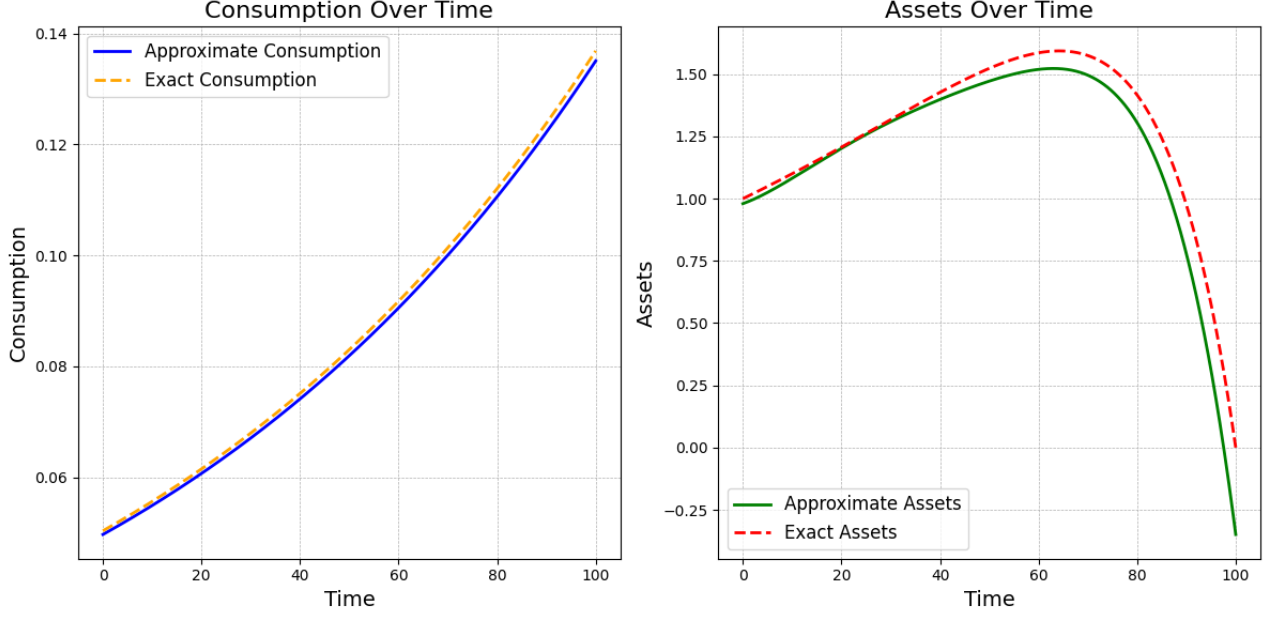 Consumption Over Time
0.14
0.12
0.10
0.08
0.06
Consumption
Approximate Consumption
Exact Consumption
0 20 40 60 80 100
Time
Assets Over Time
1.50
1.25
1.00
0.75
0.50
0.25
0.00
−0.25
Assets
Approximate Assets
Exact Assets
0 20 40 60 80 100
Time